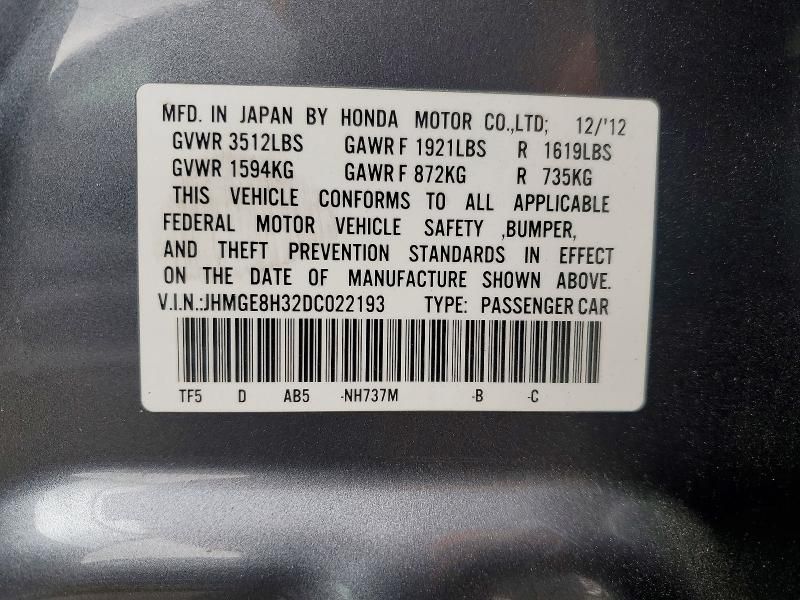 MFD. IN JAPAN BY HONDA MOTOR CO.,LTD; 12/'12
GVWR 3512LBS GAWR F 1921LBS R 1619LBS
GVWR 1594KG GAWR F 872KG R 735KG
THIS VEHICLE CONFORMS TO ALL APPLICABLE
FEDERAL MOTOR VEHICLE SAFETY ,BUMPER,
AND THEFT PREVENTION STANDARDS IN EFFECT
ON THE DATE OF MANUFACTURE SHOWN ABOVE.
V.I.N.:JHMGE8H32DC022193 TYPE: PASSENGER CAR
TF5 D AB5 -NH737M -B -C